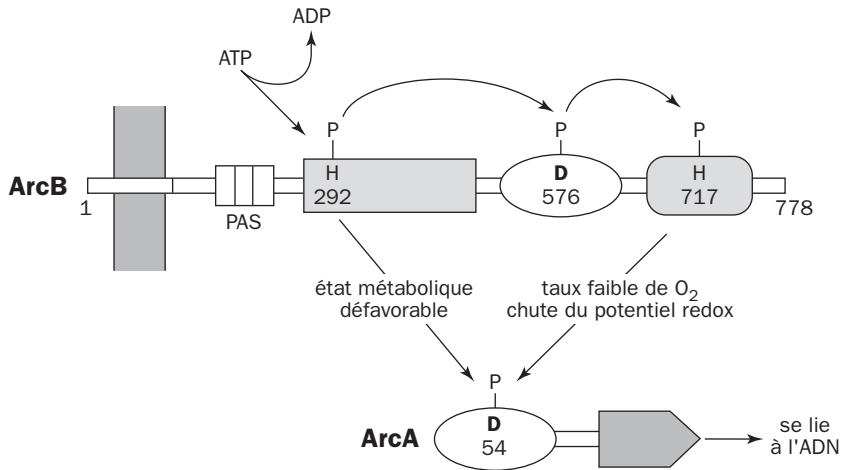 ADP
ATP
P
P
P
H
292
D
576
H
717
ArcB
1
PAS
778
état métabolique
défavorable
taux faible de O₂
chute du potentiel redox
P
D
54
ArcA
se lie
à l'ADN